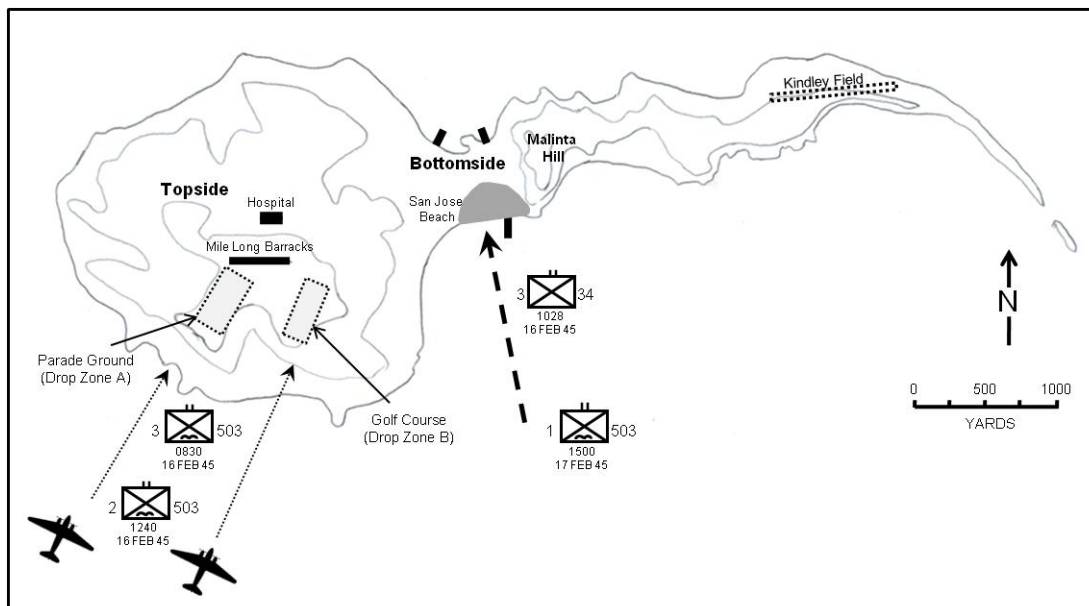 Kindley Field
Malinta
Hill
Bottomside
Topside
San Jose
Beach
Hospital
Mile Long Barracks
3 34
1028
16 FEB 45
N
Parade Ground
(Drop Zone A)
0 500 1000
YARDS
Golf Course
(Drop Zone B)
3 503
0830
16 FEB 45
1 503
1500
17 FEB 45
2 503
1240
16 FEB 45